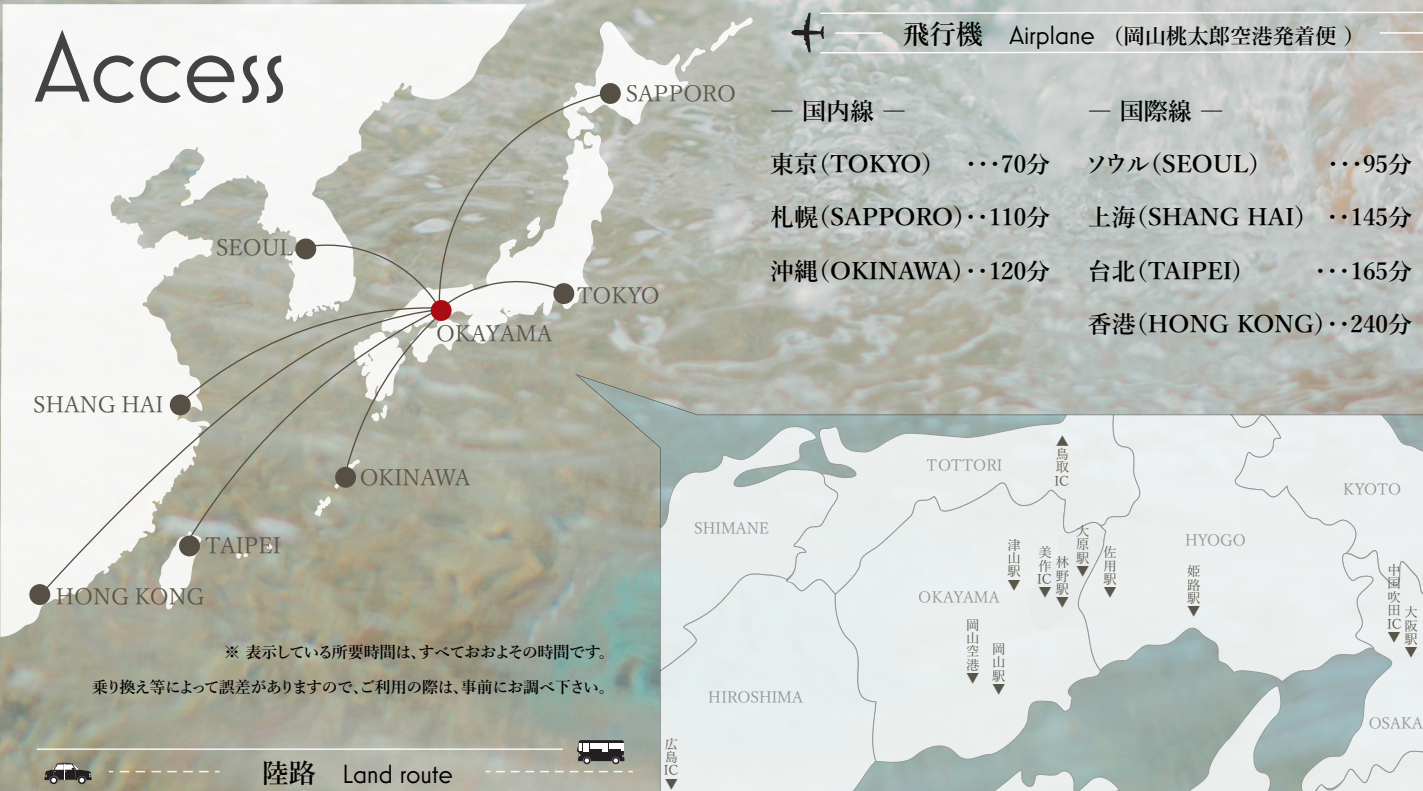 Access
SAPPORO
SEOUL
TOKYO
OKAYAMA
SHANG HAI
OKINAWA
TAIPEI
HONG KONG
※ 表示している所要時間は、すべておおよその時間です。
乗り換え等によって誤差がありますので、ご利用の際は、事前にお調べ下さい。
陸路 Land route
飛行機 Airplane （岡山桃太郎空港発着便 ）
― 国内線 ―
東京（TOKYO） ･･･70分
札幌（SAPPORO）･･110分
沖縄（OKINAWA）･･120分
― 国際線 ―
ソウル（SEOUL） ･･･95分
上海（SHANG HAI） ･･145分
台北（TAIPEI） ･･･165分
香港（HONG KONG）･･240分
TOTTORI
▲鳥取IC
KYOTO
SHIMANE
HYOGO
津山駅▼
美作IC▼
林野駅▼
大原駅▼
佐用駅▼
姫路駅▼
中国吹田IC▼
大阪駅▼
OKAYAMA
岡山空港▼
岡山駅▼
HIROSHIMA
OSAKA
広島IC▼